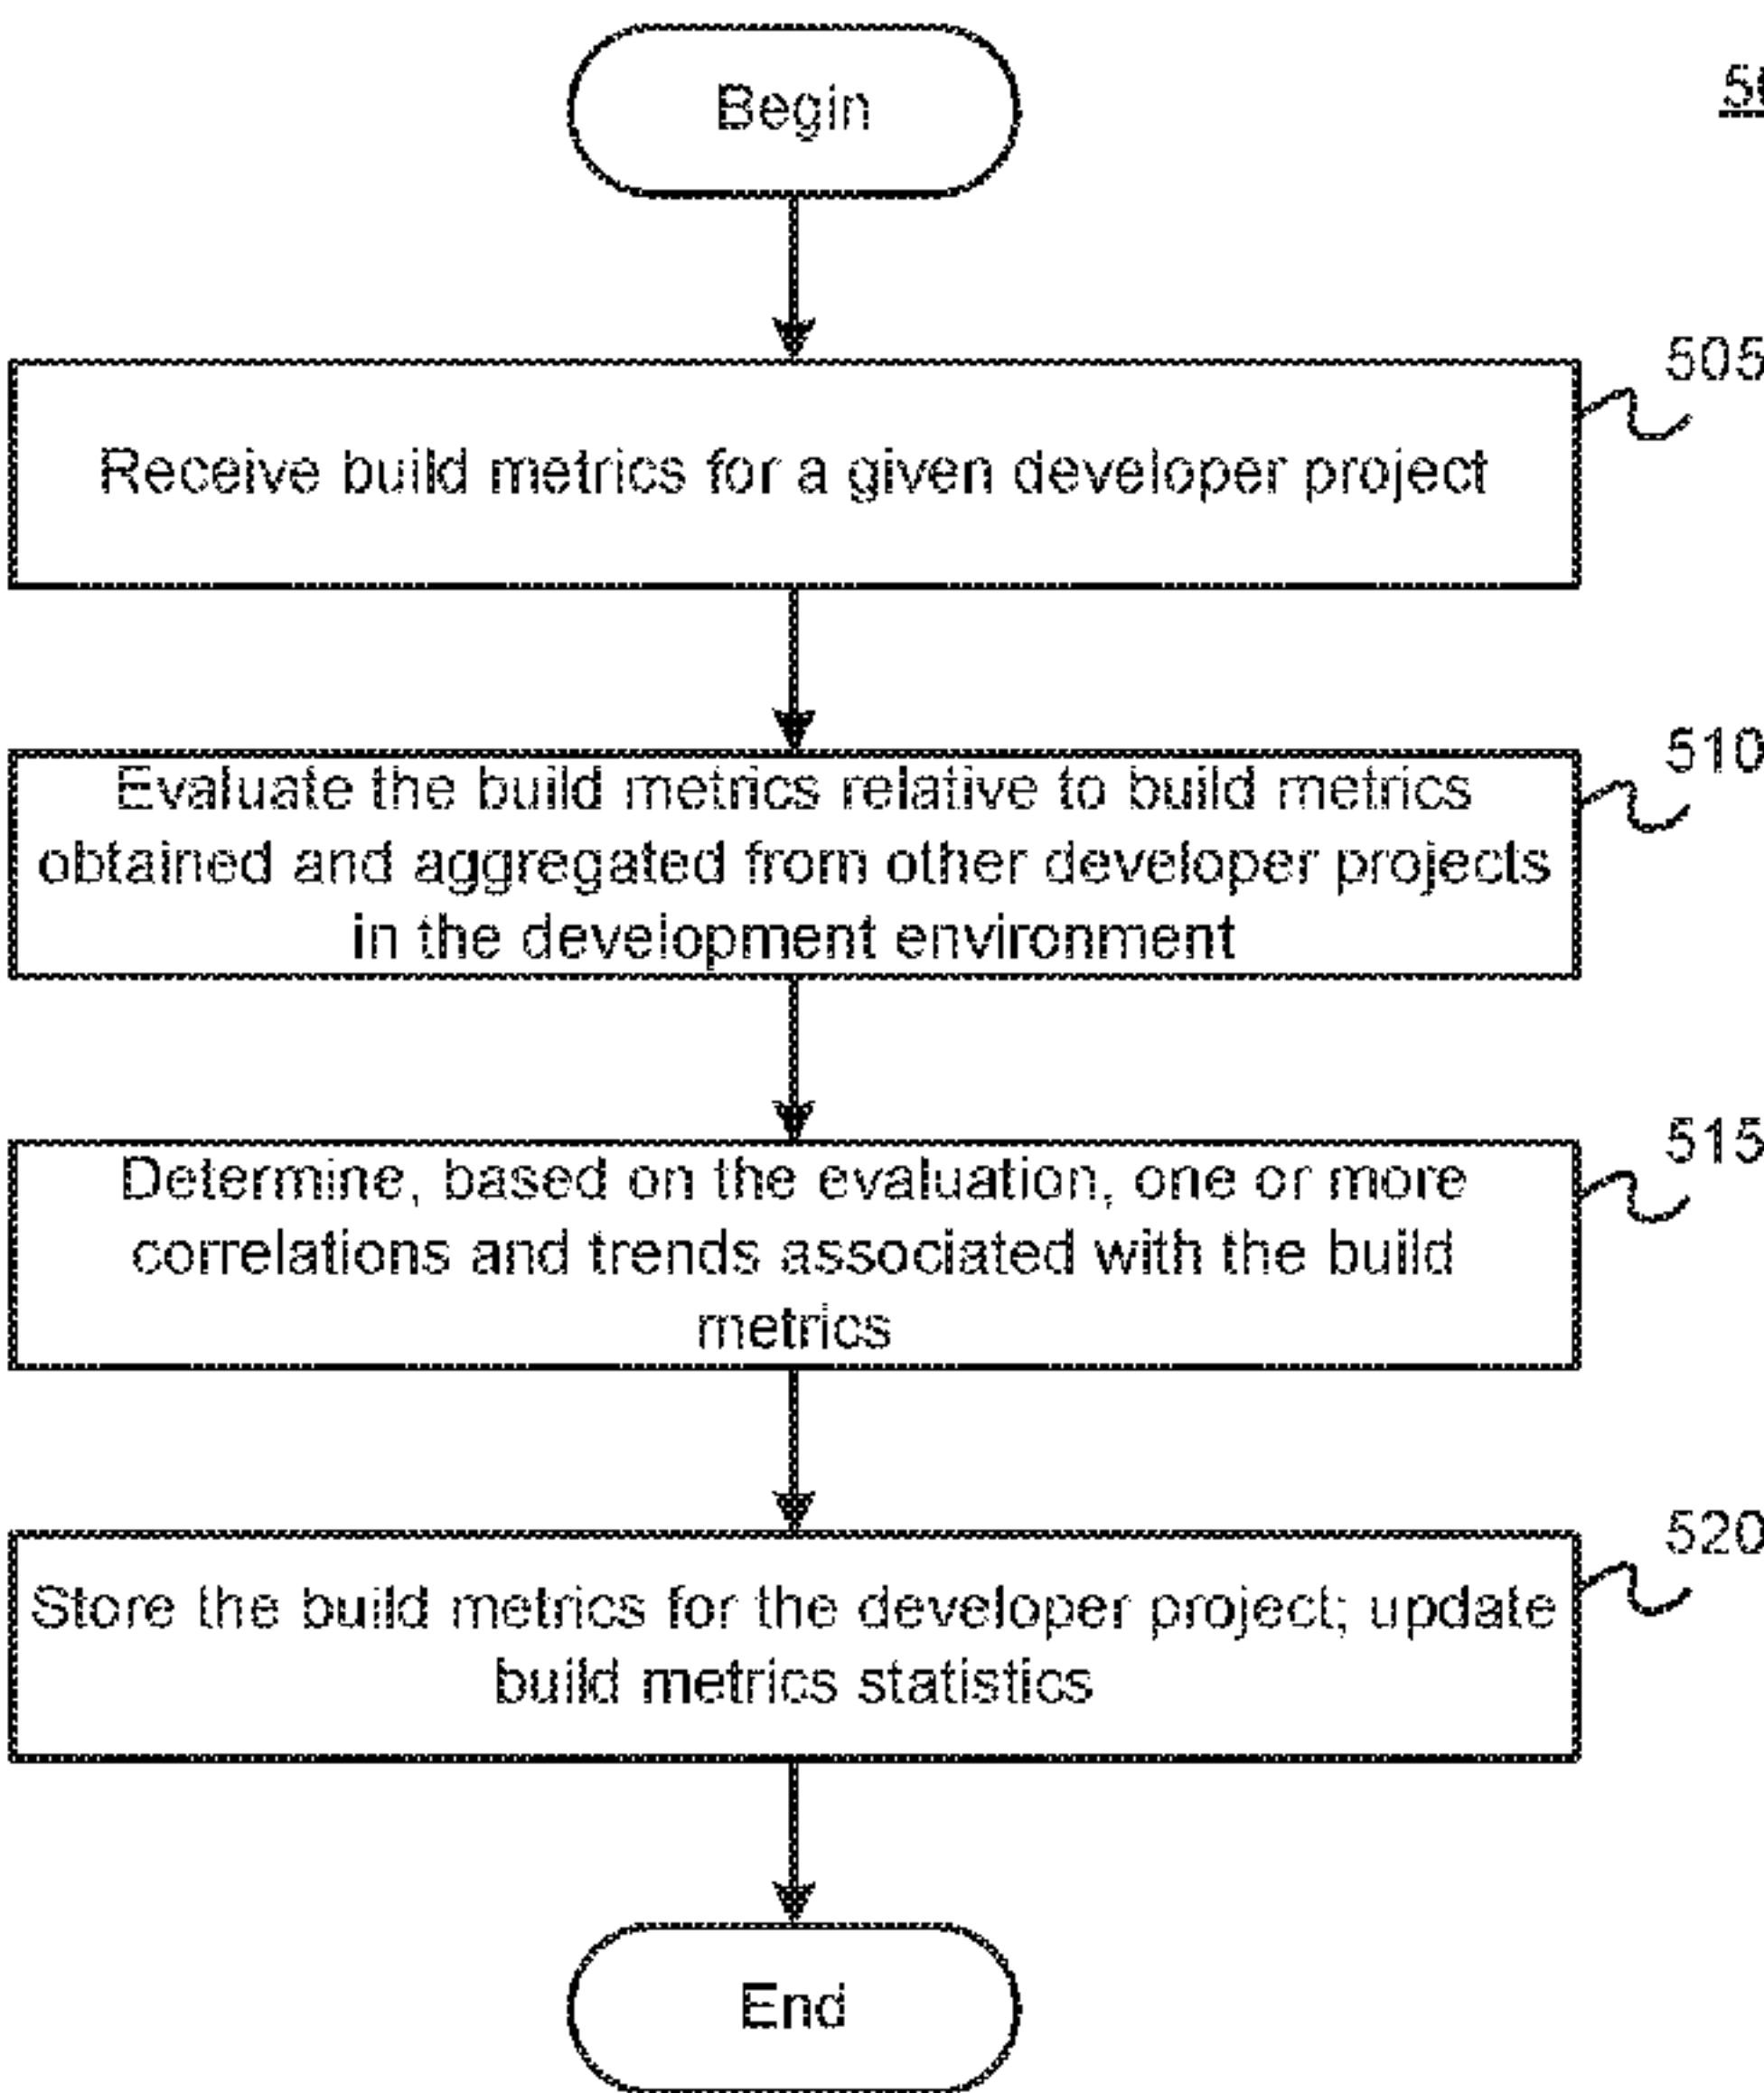 Begin
505
Receive build metrics for a given developer project
510
Evaluate the build metrics relative to build metrics
obtained and aggregated from other developer projects
in the development environment
515
Determine, based on the evaluation, one or more
correlations and trends associated with the build
metrics
520
Store the build metrics for the developer project; update
build metrics statistics
End